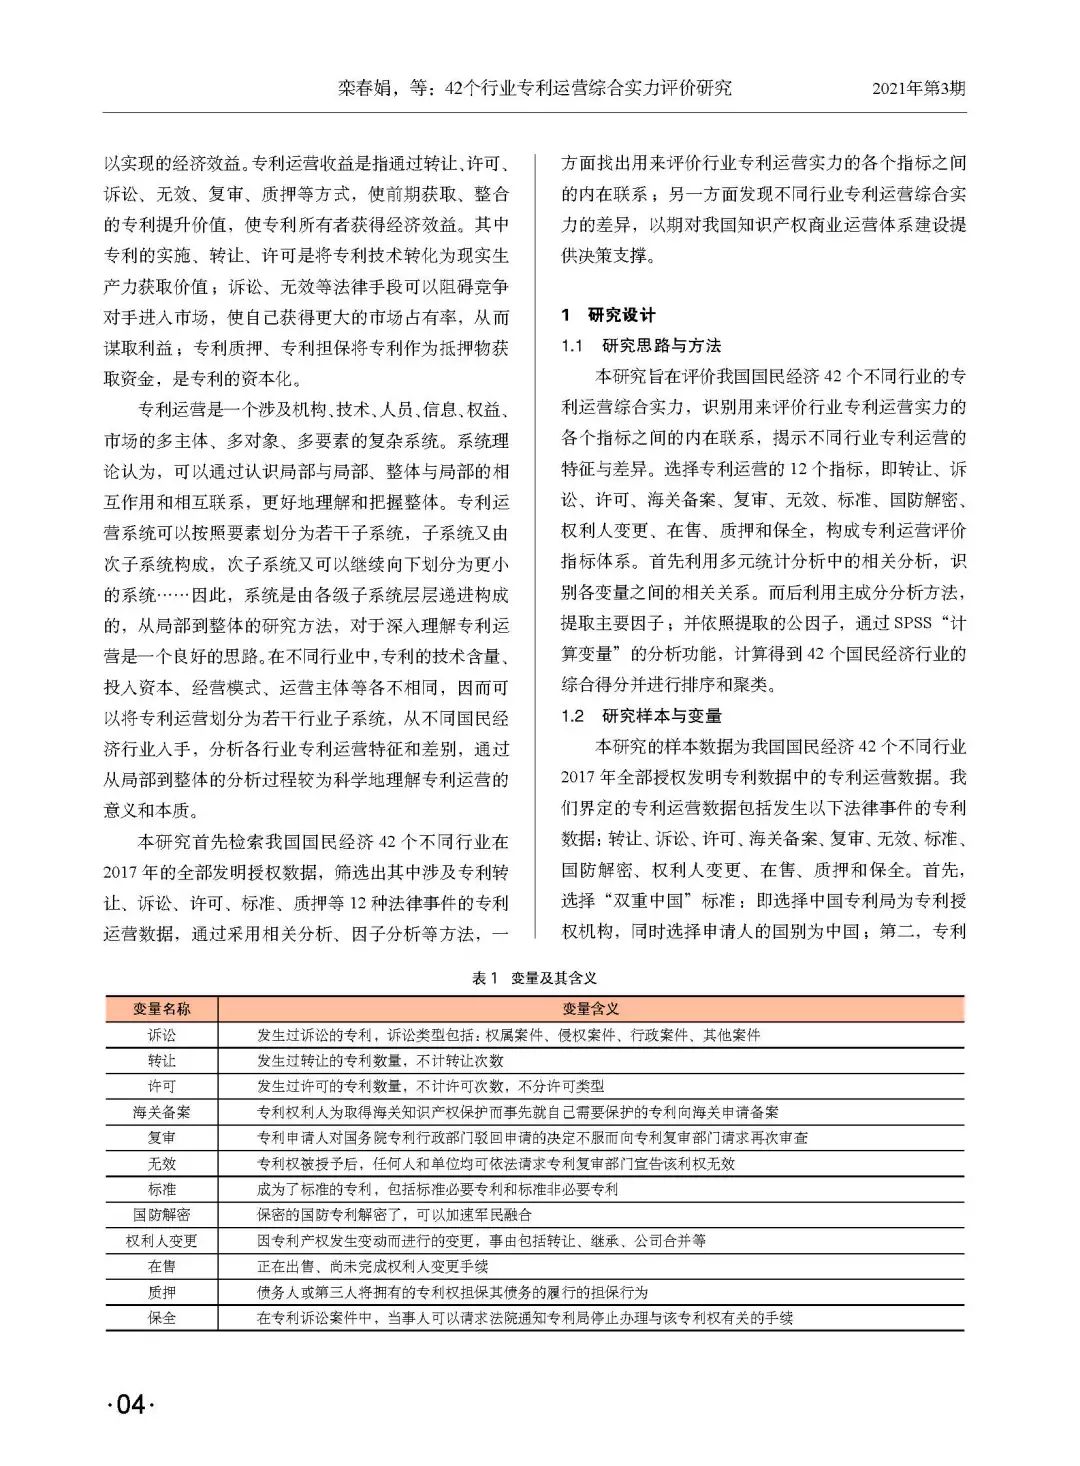 栾春娟，等：42个行业专利运营综合实力评价研究
2021年第3期
以实现的经济效益。专利运营收益是指通过转让、许可、
诉讼、无效、复审、质押等方式，使前期获取、整合
的专利提升价值，使专利所有者获得经济效益。其中
专利的实施、转让、许可是将专利技术转化为现实生
产力获取价值；诉讼、无效等法律手段可以阻碍竞争
对手进入市场，使自己获得更大的市场占有率，从而
谋取利益；专利质押、专利担保将专利作为抵押物获
取资金，是专利的资本化。
专利运营是一个涉及机构、技术、人员、信息、权益、
市场的多主体、多对象、多要素的复杂系统。系统理
论认为，可以通过认识局部与局部、整体与局部的相
互作用和相互联系，更好地理解和把握整体。专利运
营系统可以按照要素划分为若干子系统，子系统又由
次子系统构成，次子系统又可以继续向下划分为更小
的系统……因此，系统是由各级子系统层层递进构成
的，从局部到整体的研究方法，对于深入理解专利运
营是一个良好的思路。在不同行业中，专利的技术含量、
投入资本、经营模式、运营主体等各不相同，因而可
以将专利运营划分为若干行业子系统，从不同国民经
济行业入手，分析各行业专利运营特征和差别，通过
从局部到整体的分析过程较为科学地理解专利运营的
意义和本质。
本研究首先检索我国国民经济 42 个不同行业在
2017 年的全部发明授权数据，筛选出其中涉及专利转
让、诉讼、许可、标准、质押等 12 种法律事件的专利
运营数据，通过采用相关分析、因子分析等方法，一
方面找出用来评价行业专利运营实力的各个指标之间
的内在联系；另一方面发现不同行业专利运营综合实
力的差异，以期对我国知识产权商业运营体系建设提
供决策支撑。
1 研究设计
1.1 研究思路与方法
本研究旨在评价我国国民经济 42 个不同行业的专
利运营综合实力，识别用来评价行业专利运营实力的
各个指标之间的内在联系，揭示不同行业专利运营的
特征与差异。选择专利运营的 12 个指标，即转让、诉
讼、许可、海关备案、复审、无效、标准、国防解密、
权利人变更、在售、质押和保全，构成专利运营评价
指标体系。首先利用多元统计分析中的相关分析，识
别各变量之间的相关关系。而后利用主成分分析方法，
提取主要因子；并依照提取的公因子，通过 SPSS“计
算变量”的分析功能，计算得到 42 个国民经济行业的
综合得分并进行排序和聚类。
1.2 研究样本与变量
本研究的样本数据为我国国民经济 42 个不同行业
2017 年全部授权发明专利数据中的专利运营数据。我
们界定的专利运营数据包括发生以下法律事件的专利
数据：转让、诉讼、许可、海关备案、复审、无效、标准、
国防解密、权利人变更、在售、质押和保全。首先，
选择“双重中国”标准：即选择中国专利局为专利授
权机构，同时选择申请人的国别为中国；第二，专利
表 1 变量及其含义
变量名称 变量含义
诉讼 发生过诉讼的专利，诉讼类型包括：权属案件、侵权案件、行政案件、其他案件
转让 发生过转让的专利数量，不计转让次数
许可 发生过许可的专利数量，不计许可次数，不分许可类型
海关备案 专利权利人为取得海关知识产权保护而事先就自己需要保护的专利向海关申请备案
复审 专利申请人对国务院专利行政部门驳回申请的决定不服而向专利复审部门请求再次审查
无效 专利权被授予后，任何人和单位均可依法请求专利复审部门宣告该利权无效
标准 成为了标准的专利，包括标准必要专利和标准非必要专利
国防解密 保密的国防专利解密了，可以加速军民融合
权利人变更 因专利产权发生变动而进行的变更，事由包括转让、继承、公司合并等
在售 正在出售、尚未完成权利人变更手续
质押 债务人或第三人将拥有的专利权担保其债务的履行的担保行为
保全 在专利诉讼案件中，当事人可以请求法院通知专利局停止办理与该专利权有关的手续
·04·